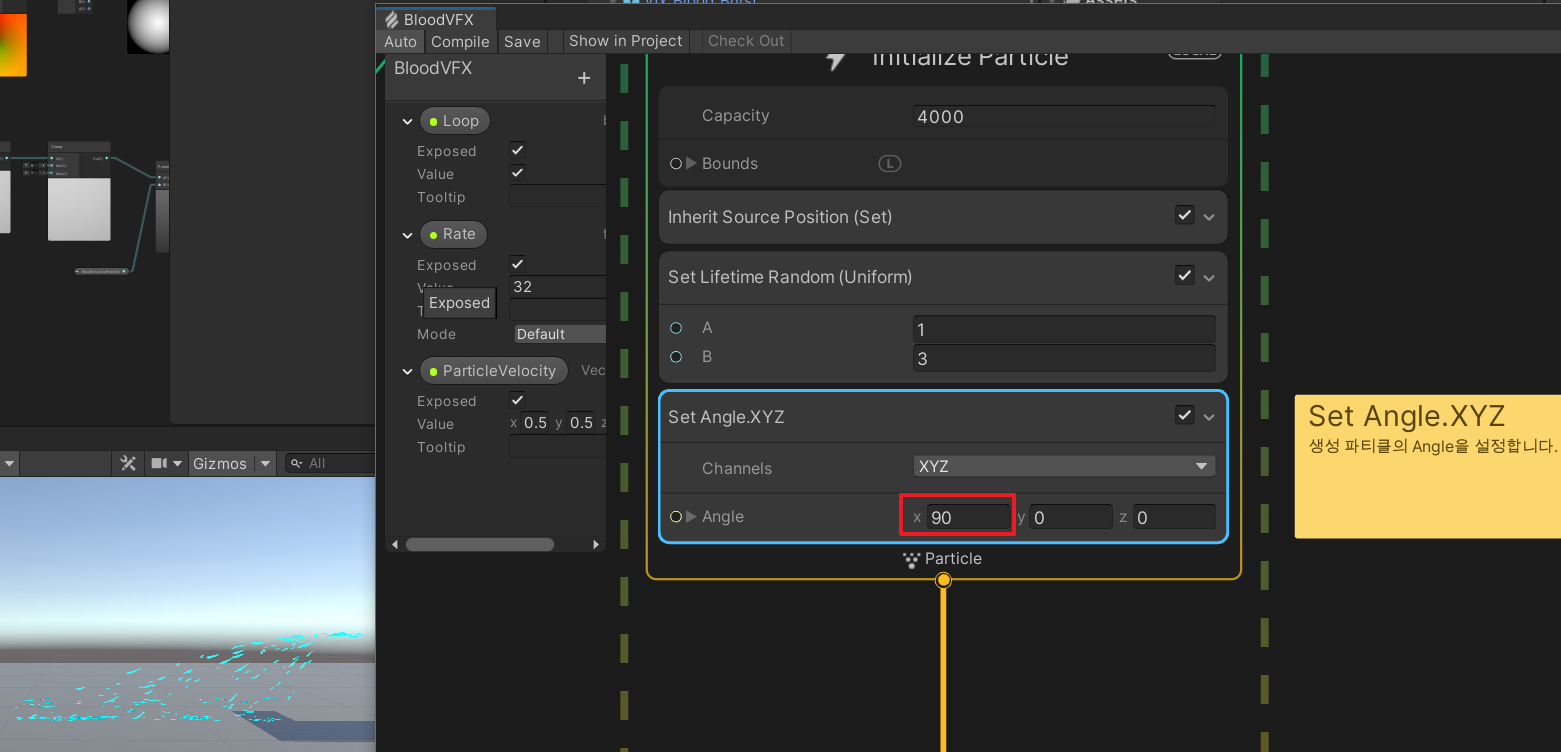 BloodVFX
Auto Compile Save Show in Project Check Out
BloodVFX
+
Loop
Exposed
Value
Tooltip
Rate
Exposed
Value 32
Exposed
Mode Default
ParticleVelocity Vec
Exposed
Value x 0.5 y 0.5 z
Tooltip
Gizmos All
Initialize Particle
Capacity 4000
Bounds L
Inherit Source Position (Set)
Set Lifetime Random (Uniform)
A 1
B 3
Set Angle.XYZ
Channels XYZ
Angle x 90 y 0 z 0
Particle
Set Angle.XYZ
생성 파티클의 Angle을 설정합니다.